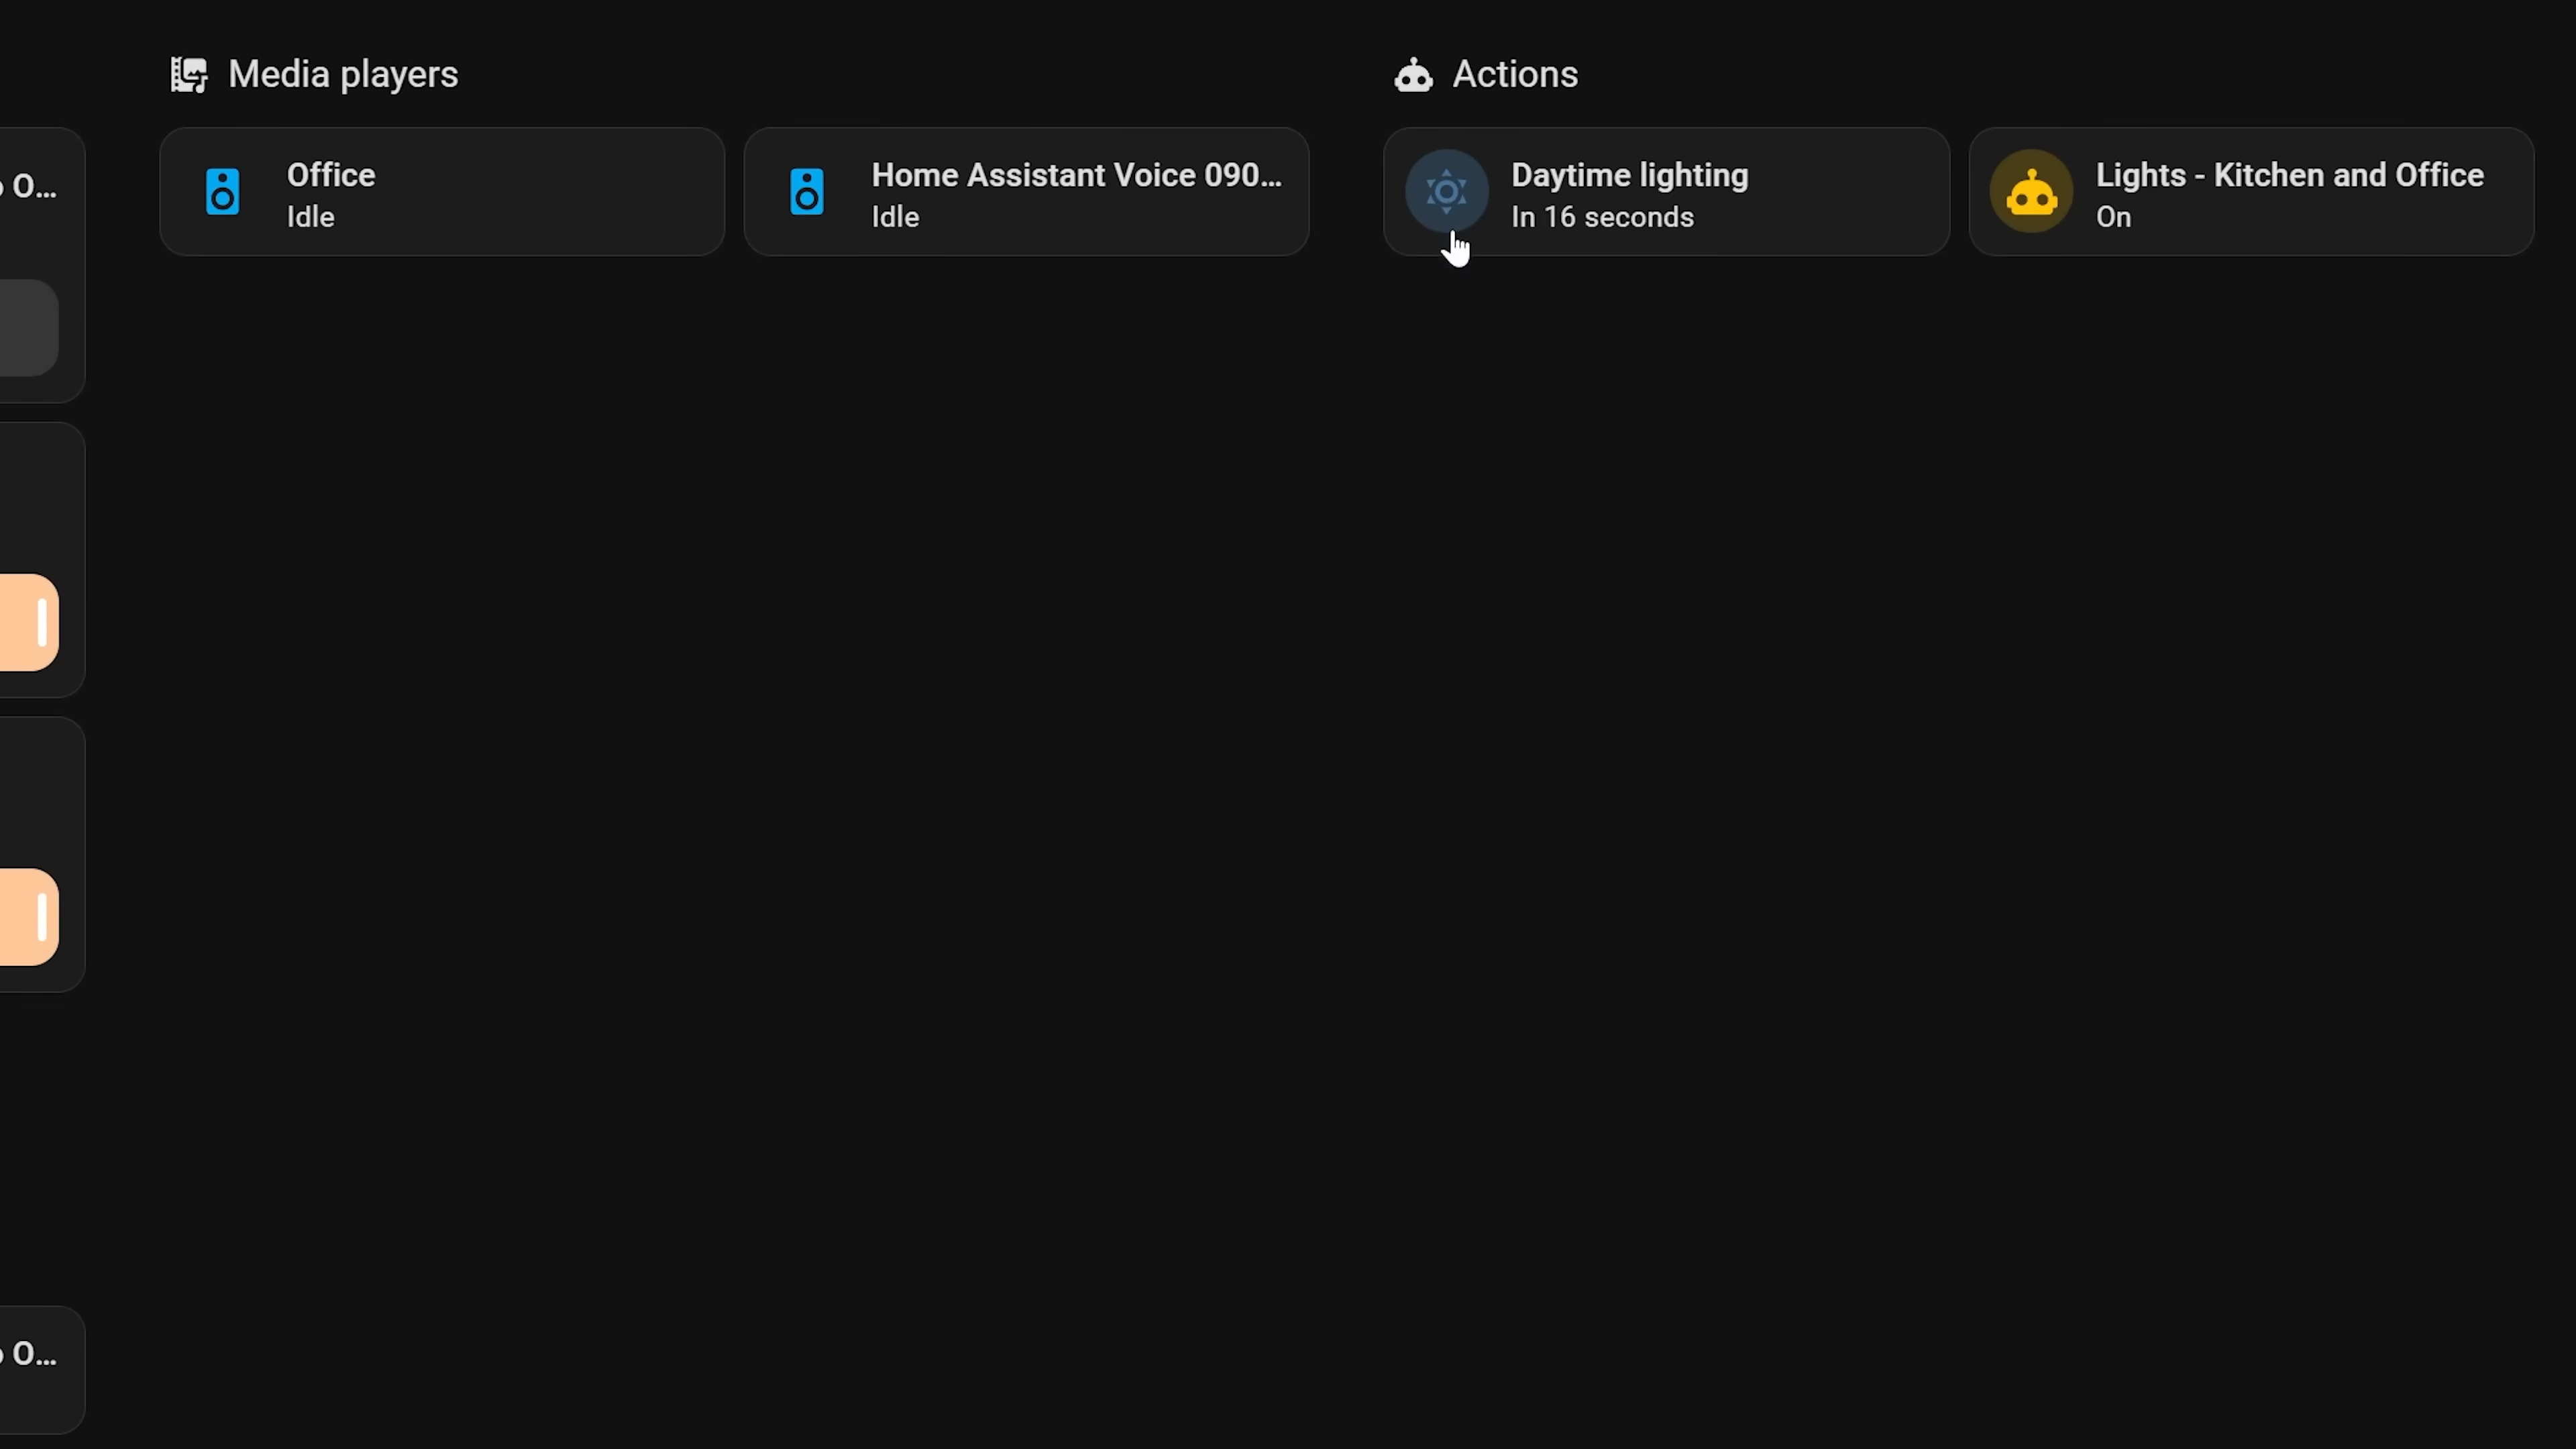 Media players
Actions
O...
Office
Idle
Home Assistant Voice 090...
Idle
Daytime lighting
In 16 seconds
Lights - Kitchen and Office
On
O...